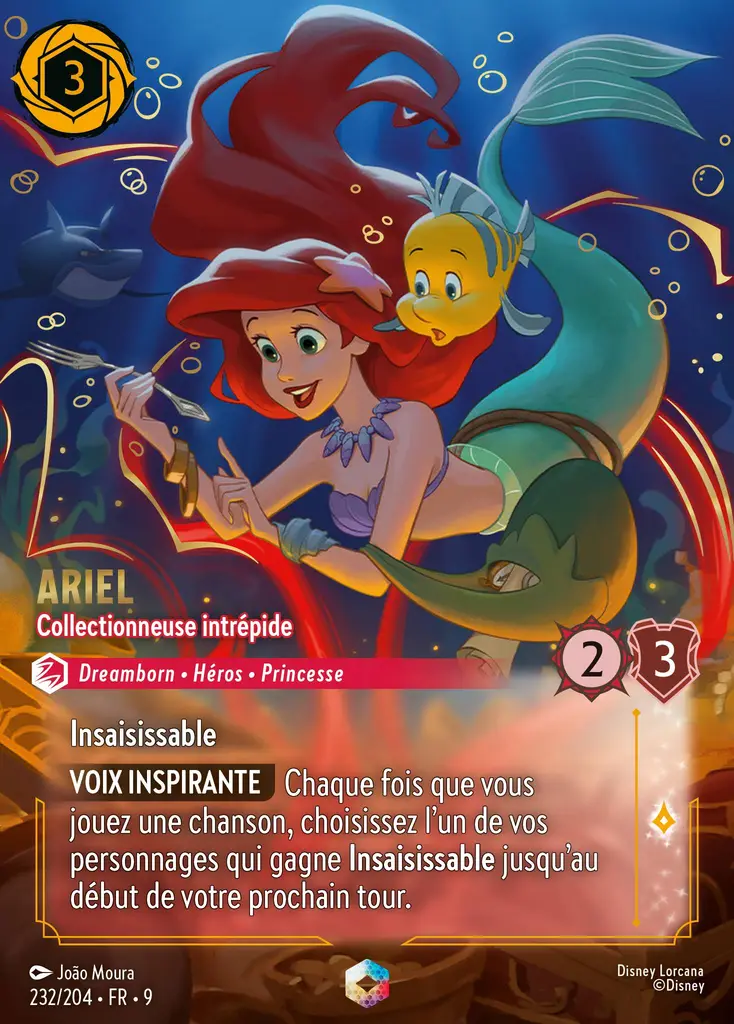 3
ARIEL
Collectionneuse intrépide
Dreamborn • Héros • Princesse
2 3
Insaisissable
VOIX INSPIRANTE Chaque fois que vous
jouez une chanson, choisissez l'un de vos
personnages qui gagne Insaisissable jusqu'au
début de votre prochain tour.
João Moura
232/204 • FR • 9
Disney Lorcana
©Disney